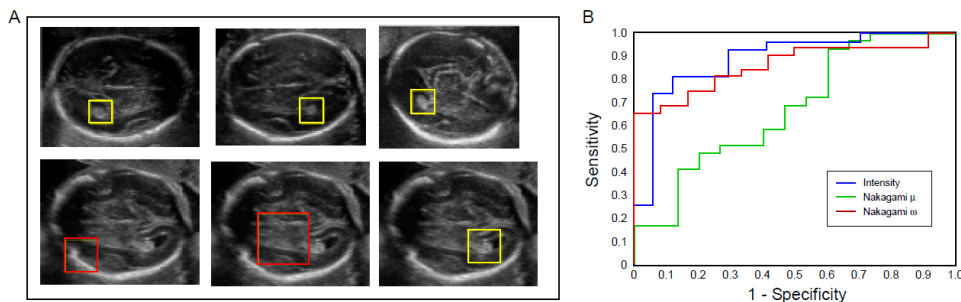 A
B
1.0
0.9
0.8
0.7
0.6
0.5
0.4
0.3
0.2
0.1
0
Sensitivity
Intensity
Nakagami μ
Nakagami ω
0 0.1 0.2 0.3 0.4 0.5 0.6 0.7 0.8 0.9 1.0
1 - Specificity